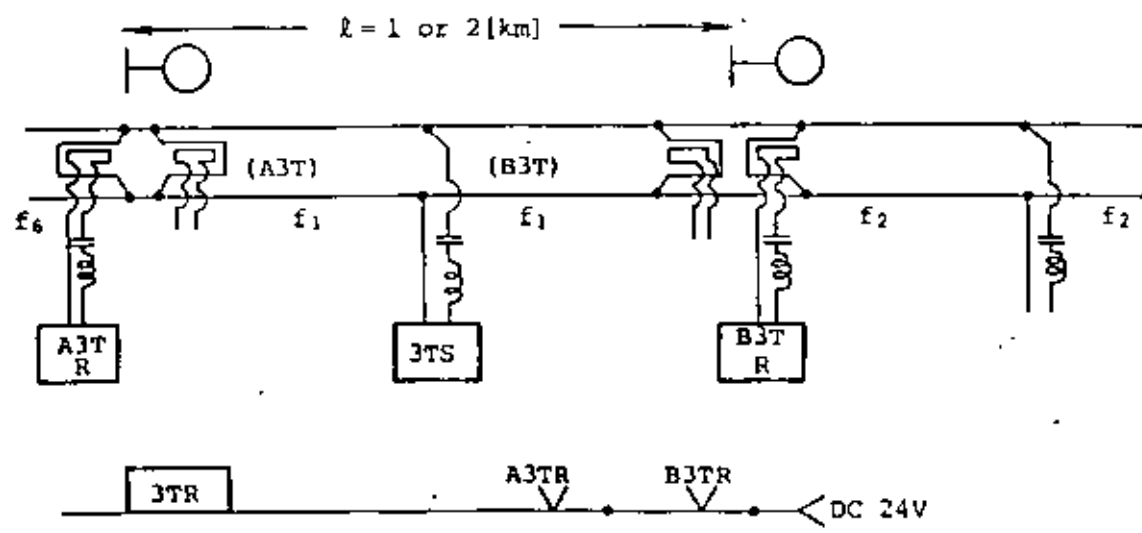 ℓ = 1 or 2 [km]
(A3T)
(B3T)
f₆
f₁
f₁
f₂
f₂
A3T
R
3TS
B3T
R
3TR
A3TR
B3TR
DC 24V